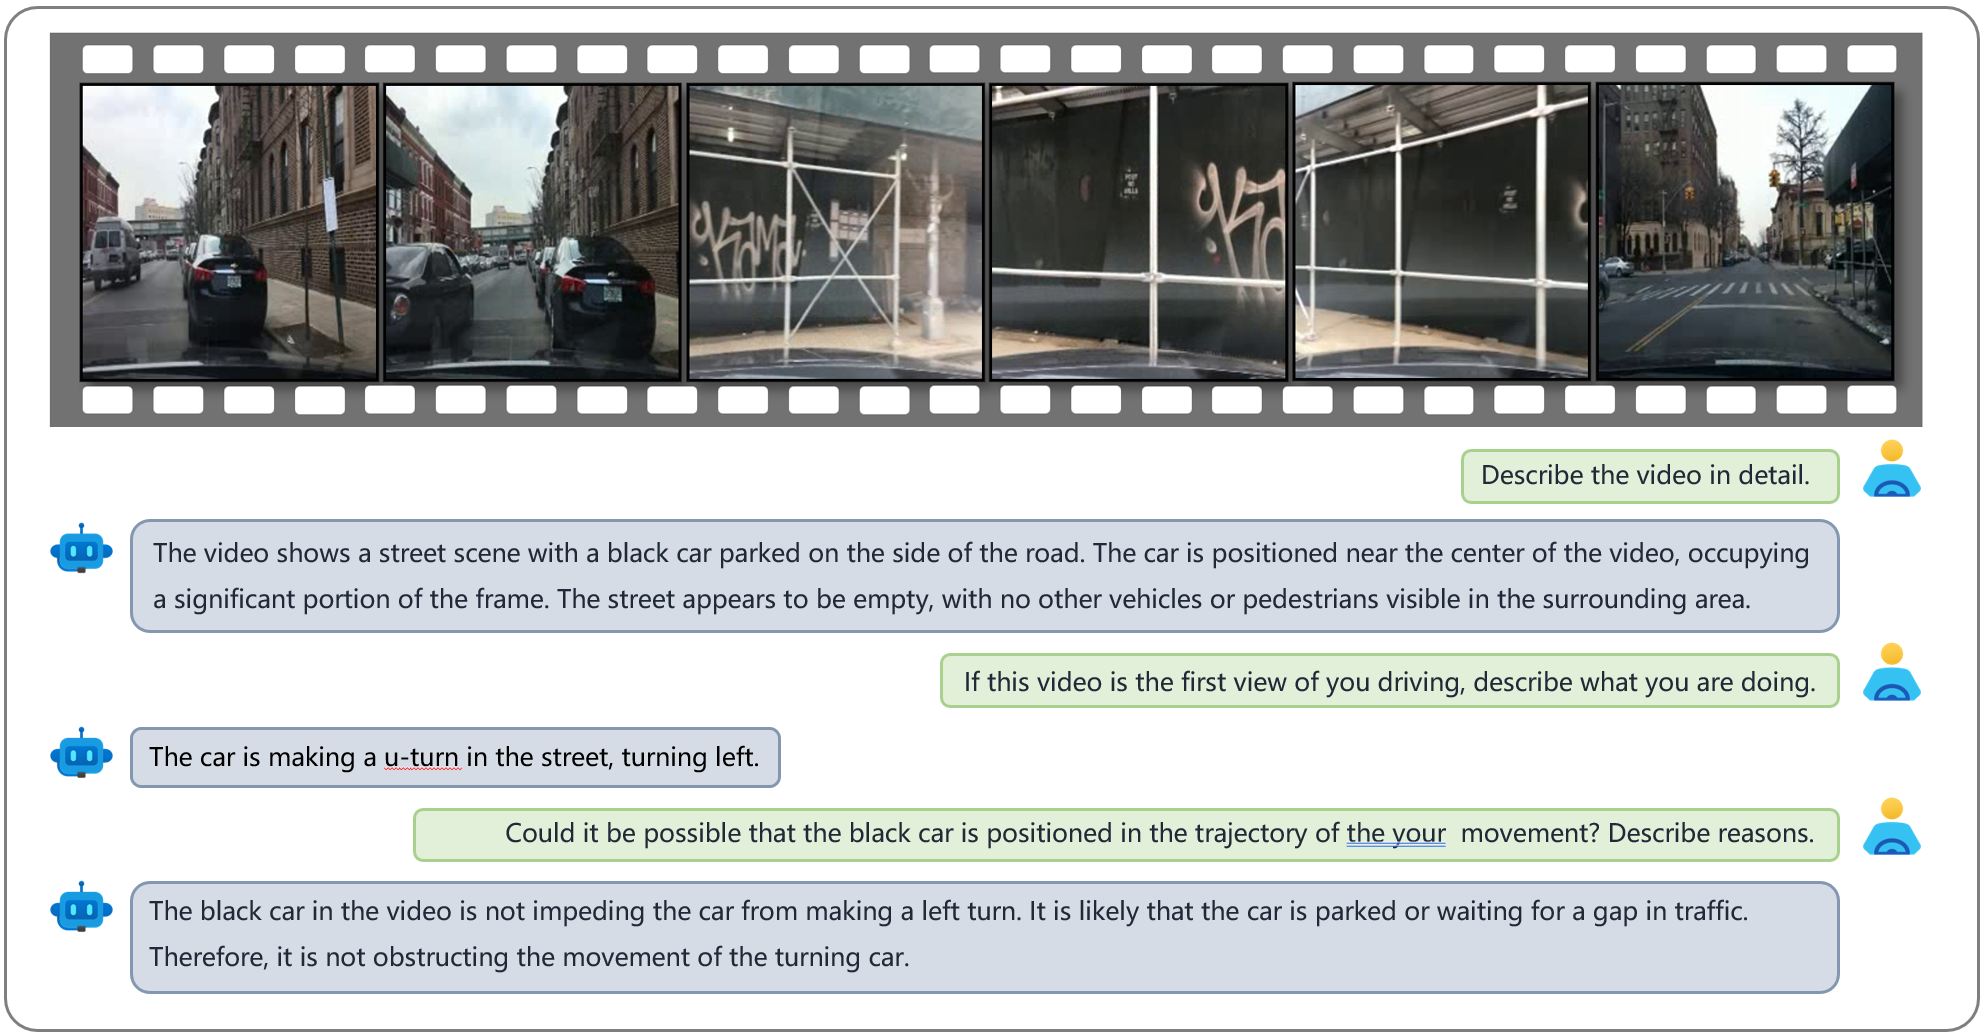 POST
NO
BILLS
Describe the video in detail.
The video shows a street scene with a black car parked on the side of the road. The car is positioned near the center of the video, occupying
a significant portion of the frame. The street appears to be empty, with no other vehicles or pedestrians visible in the surrounding area.
If this video is the first view of you driving, describe what you are doing.
The car is making a u-turn in the street, turning left.
Could it be possible that the black car is positioned in the trajectory of the your  movement? Describe reasons.
The black car in the video is not impeding the car from making a left turn. It is likely that the car is parked or waiting for a gap in traffic.
Therefore, it is not obstructing the movement of the turning car.